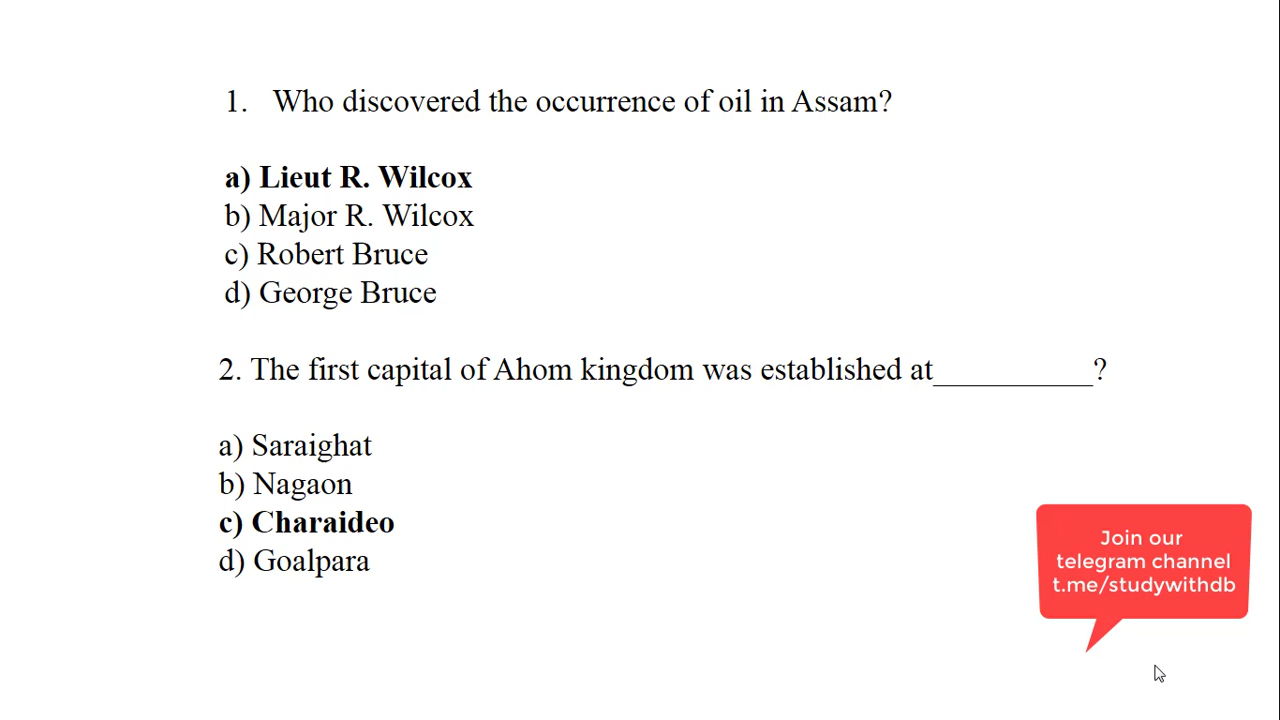 1. Who discovered the occurrence of oil in Assam?
a) Lieut R. Wilcox
b) Major R. Wilcox
c) Robert Bruce
d) George Bruce
2. The first capital of Ahom kingdom was established at__________?
a) Saraighat
b) Nagaon
c) Charaideo
d) Goalpara
Join our
telegram channel
t.me/studywithdb